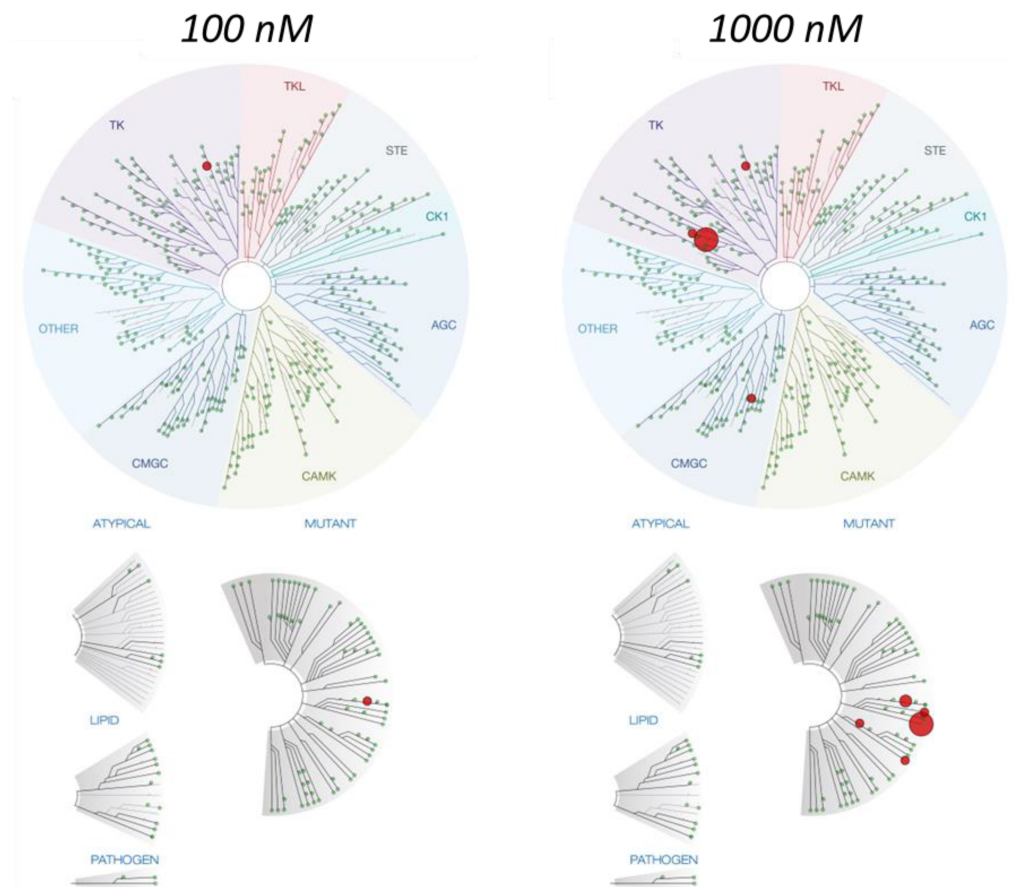 100 nM
1000 nM
TKL
TK
STE
CK1
AGC
OTHER
CMGC
CAMK
ATYPICAL
MUTANT
LIPID
PATHOGEN
TKL
TK
STE
CK1
AGC
OTHER
CMGC
CAMK
ATYPICAL
MUTANT
LIPID
PATHOGEN